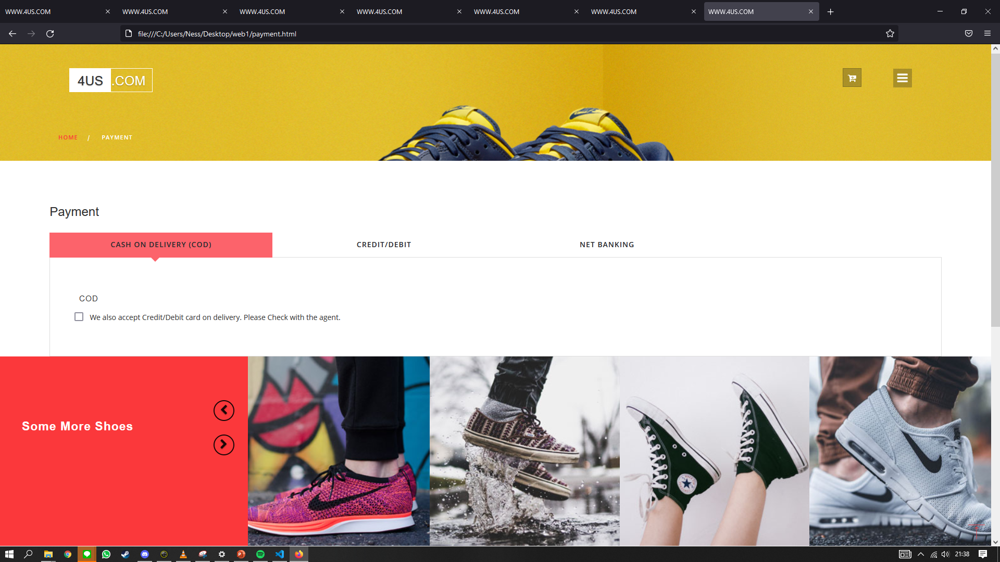 WWW.4US.COM
WWW.4US.COM
WWW.4US.COM
WWW.4US.COM
WWW.4US.COM
WWW.4US.COM
WWW.4US.COM
file:///C:/Users/Ness/Desktop/web1/payment.html
4US .COM
HOME / PAYMENT
Payment
CASH ON DELIVERY (COD)
CREDIT/DEBIT
NET BANKING
COD
We also accept Credit/Debit card on delivery. Please Check with the agent.
Some More Shoes
21:38